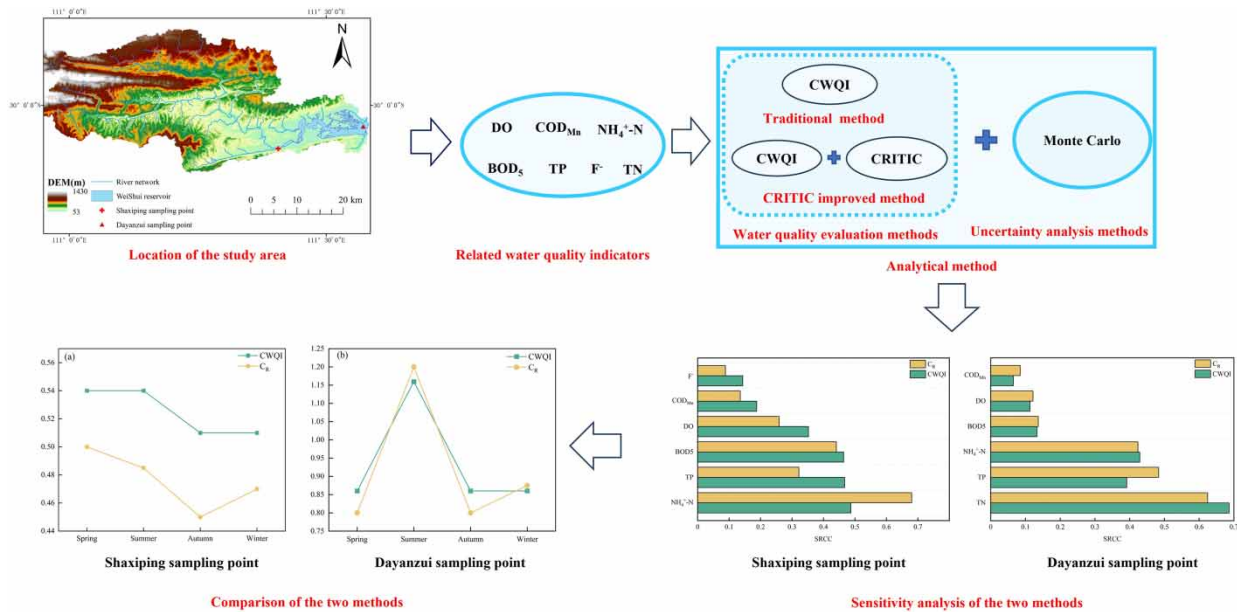 111° 0′0″E
111° 30′0″E
N
30° 0′0″N
30° 0′0″N
DEM(m)
1430
53
River network
WeiShui reservoir
Shaxiping sampling point
Dayanzui sampling point
0 5 10 20 km
111° 0′0″E
111° 30′0″E
Location of the study area
DO COD_Mn NH₄⁺-N
BOD₅ TP F⁻ TN
Related water quality indicators
CWQI
Traditional method
CWQI CRITIC
CRITIC improved method
Water quality evaluation methods
Monte Carlo
Uncertainty analysis methods
Analytical method
(a)
CWQI
C_R
0.56
0.54
0.52
0.50
0.48
0.46
0.44
Spring Summer Autumn Winter
Shaxiping sampling point
(b)
CWQI
C_R
1.25
1.20
1.15
1.10
1.05
1.00
0.95
0.90
0.85
0.80
0.75
Spring Summer Autumn Winter
Dayanzui sampling point
Comparison of the two methods
C_R
CWQI
F⁻
COD_Mn
DO
BOD5
TP
NH₄⁺-N
0 0.1 0.2 0.3 0.4 0.5 0.6 0.7
SRCC
Shaxiping sampling point
C_R
CWQI
COD_Mn
DO
BOD5
NH₄⁺-N
TP
TN
0 0.1 0.2 0.3 0.4 0.5 0.6 0.7
SRCC
Dayanzui sampling point
Sensitivity analysis of the two methods